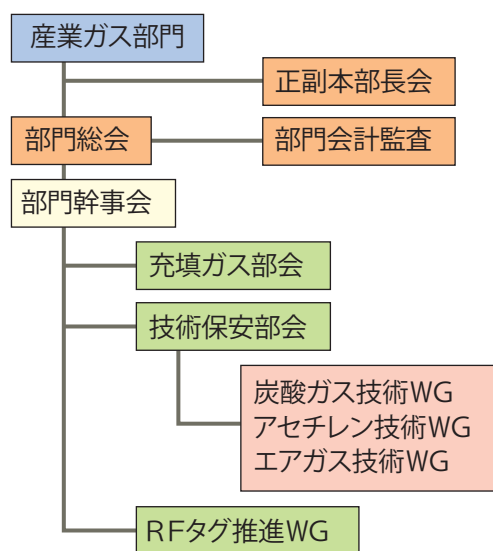 産業ガス部門
正副本部長会
部門総会
部門会計監査
部門幹事会
充填ガス部会
技術保安部会
炭酸ガス技術WG
アセチレン技術WG
エアガス技術WG
RFタグ推進WG